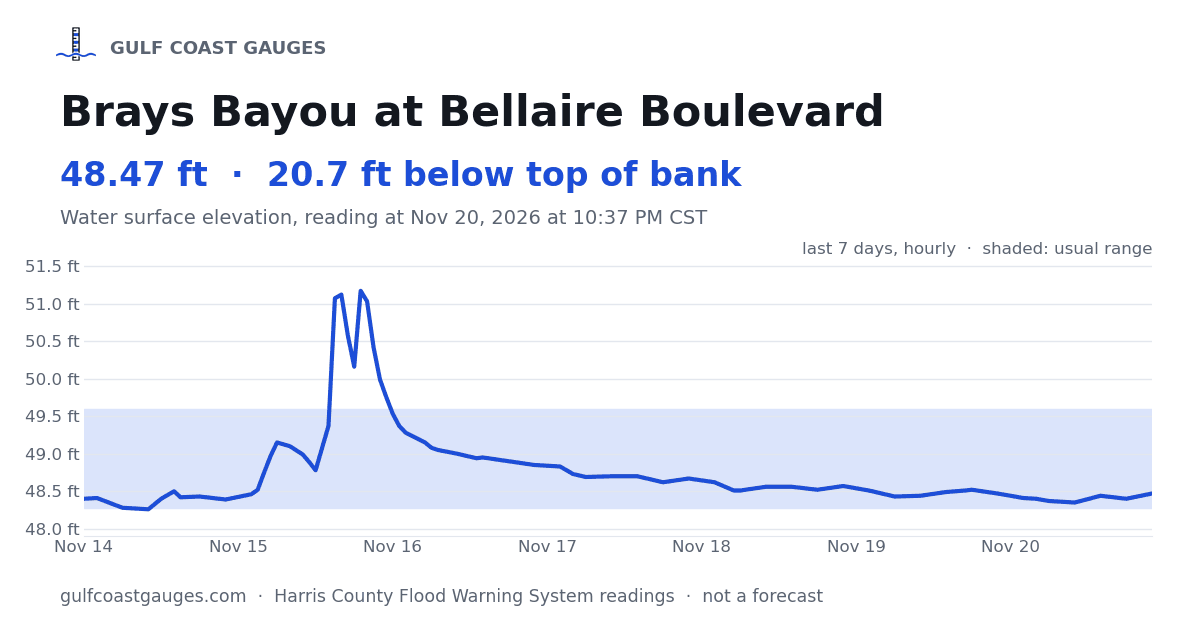 GULF COAST GAUGES
Brays Bayou at Bellaire Boulevard
48.47 ft · 20.7 ft below top of bank
Water surface elevation, reading at Nov 20, 2026 at 10:37 PM CST
last 7 days, hourly · shaded: usual range
51.5 ft
51.0 ft
50.5 ft
50.0 ft
49.5 ft
49.0 ft
48.5 ft
48.0 ft
Nov 14 Nov 15 Nov 16 Nov 17 Nov 18 Nov 19 Nov 20
gulfcoastgauges.com · Harris County Flood Warning System readings · not a forecast